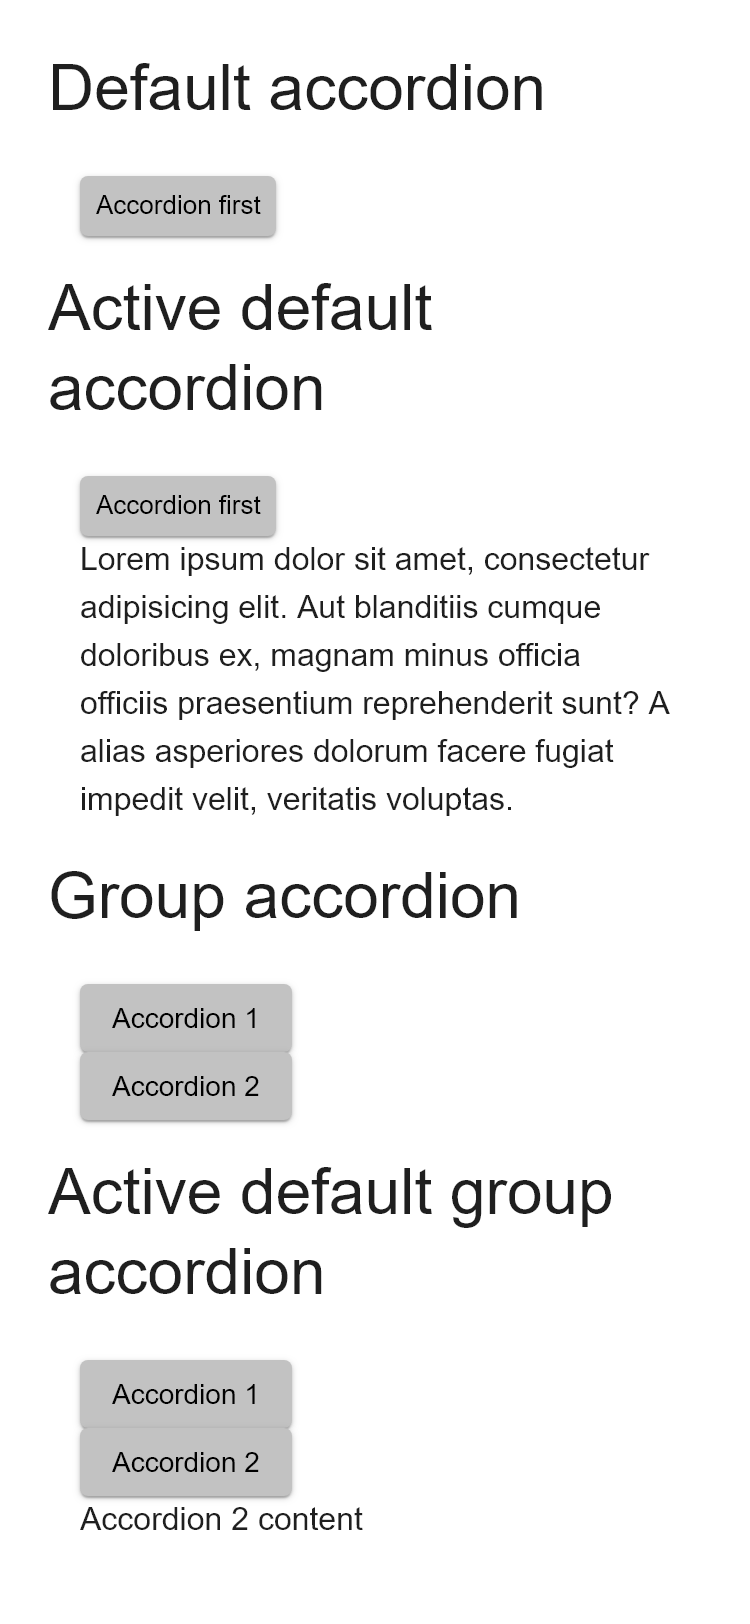 Default accordion
Accordion first
Active default
accordion
Accordion first
Lorem ipsum dolor sit amet, consectetur
adipisicing elit. Aut blanditiis cumque
doloribus ex, magnam minus officia
officiis praesentium reprehenderit sunt? A
alias asperiores dolorum facere fugiat
impedit velit, veritatis voluptas.
Group accordion
Accordion 1
Accordion 2
Active default group
accordion
Accordion 1
Accordion 2
Accordion 2 content